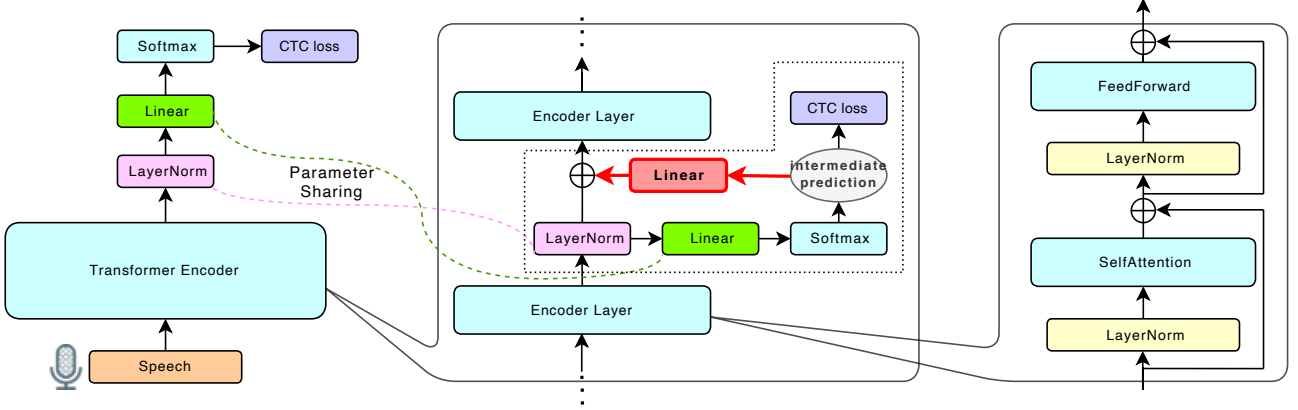 Softmax
CTC loss
Linear
LayerNorm
Parameter
Sharing
Transformer Encoder
Speech
Encoder Layer
CTC loss
intermediate
prediction
Linear
LayerNorm
Linear
Softmax
Encoder Layer
FeedForward
LayerNorm
SelfAttention
LayerNorm